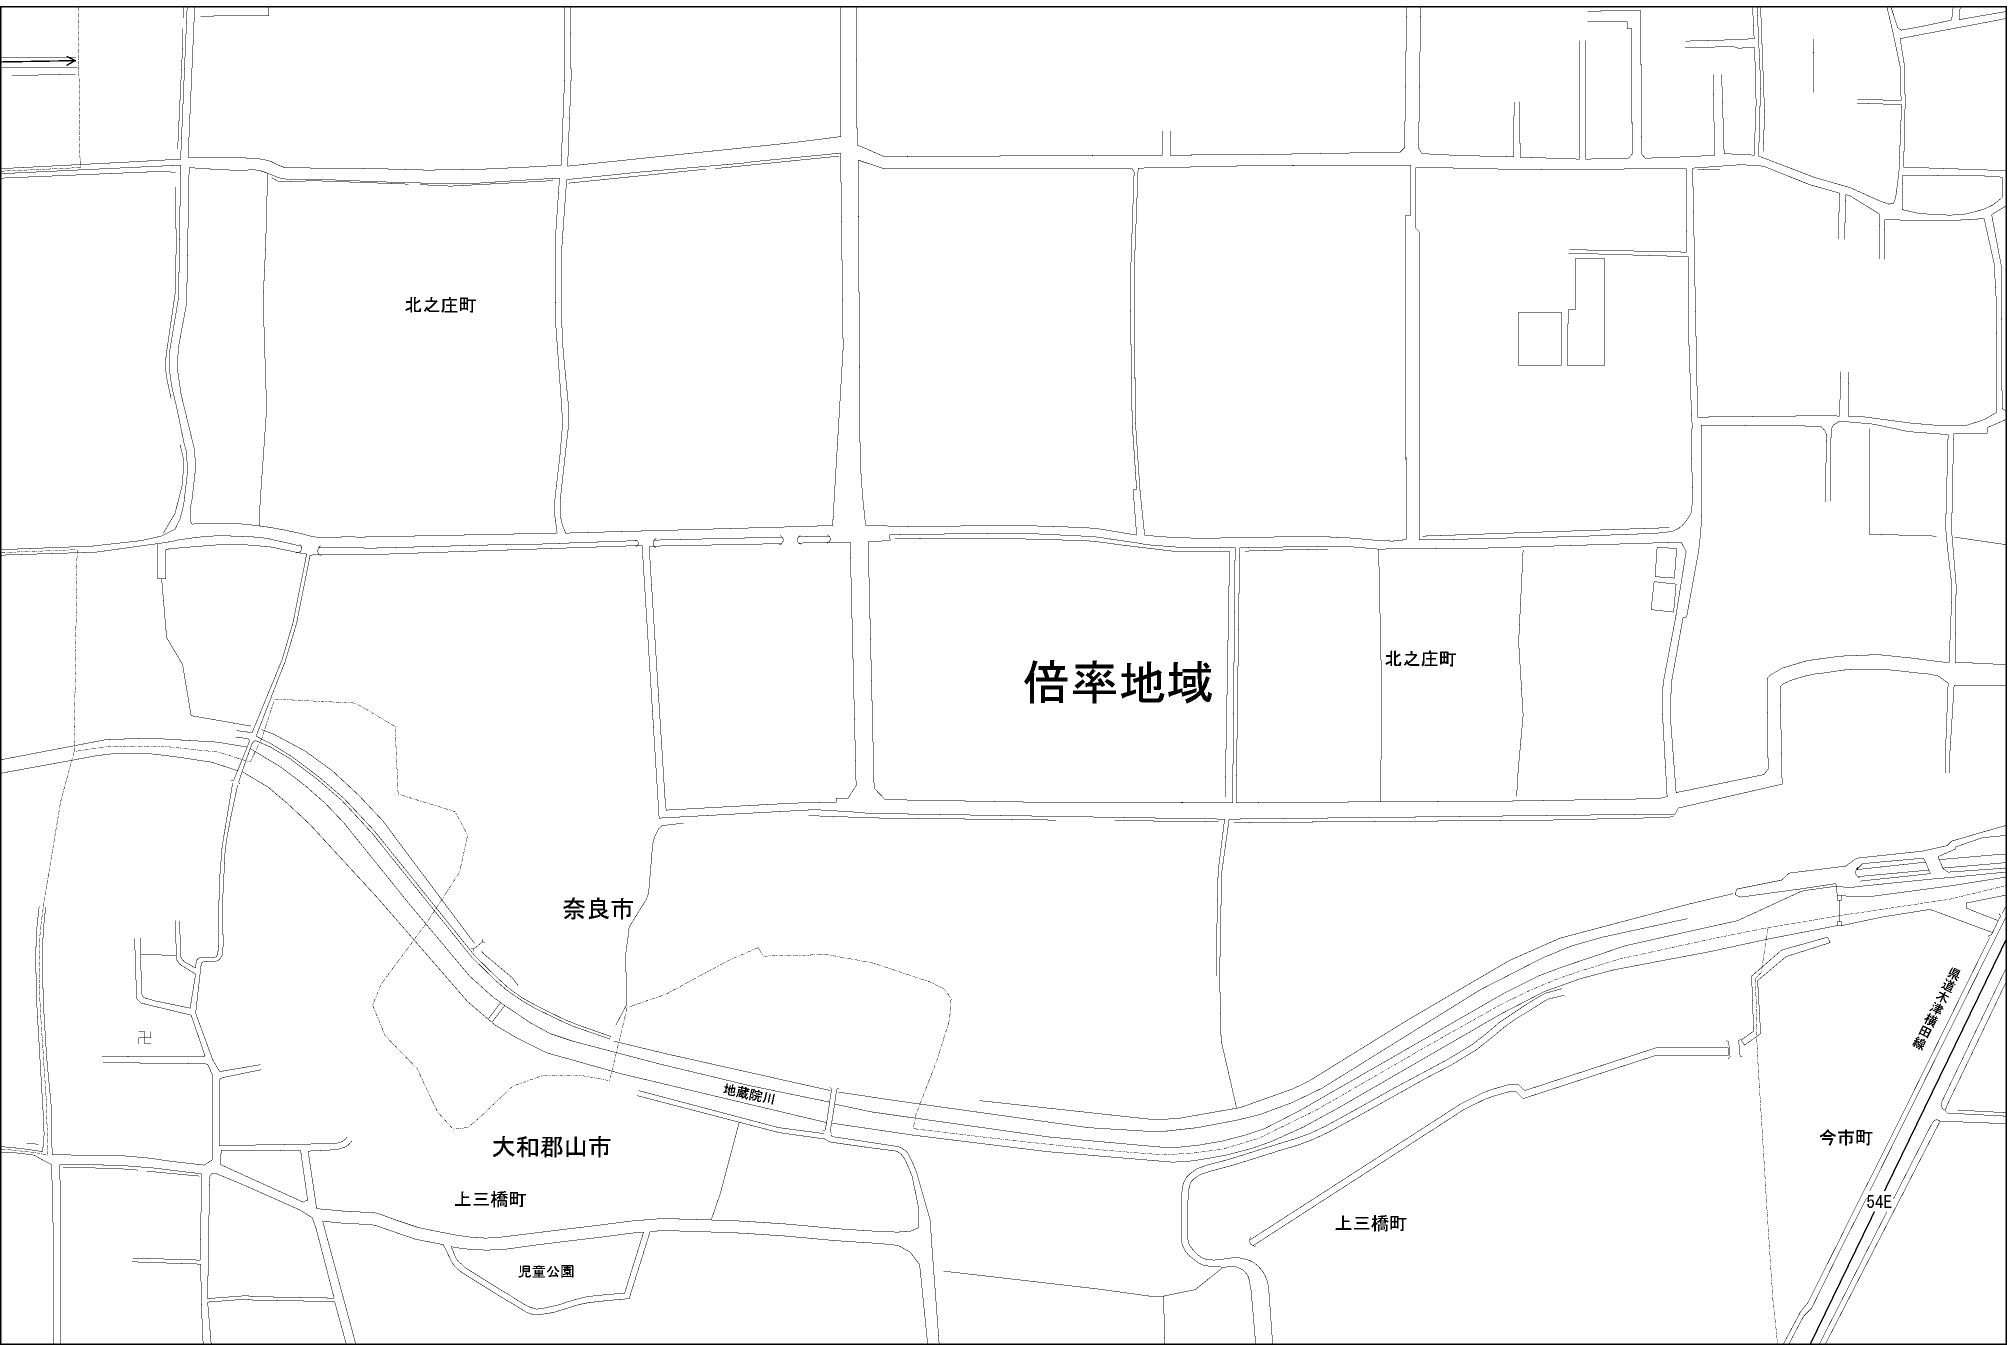 北之庄町
倍率地域
北之庄町
奈良市
県道木津横田線
地蔵院川
大和郡山市
今市町
上三橋町
54E
上三橋町
児童公園